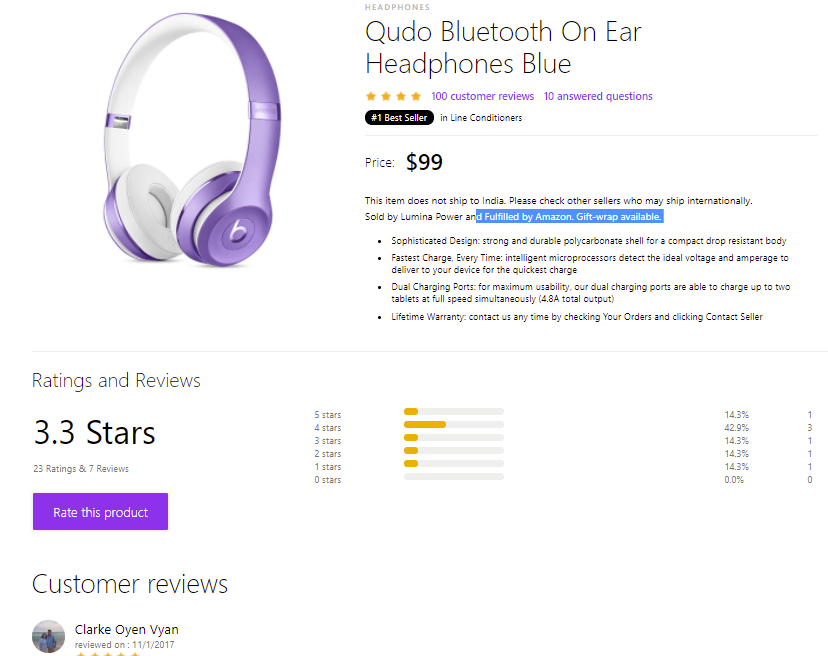 HEADPHONES
Qudo Bluetooth On Ear
Headphones Blue
100 customer reviews 10 answered questions
#1 Best Seller in Line Conditioners
Price: $99
This item does not ship to India. Please check other sellers who may ship internationally.
Sold by Lumina Power and Fulfilled by Amazon. Gift-wrap available.
• Sophisticated Design: strong and durable polycarbonate shell for a compact drop resistant body
• Fastest Charge, Every Time: intelligent microprocessors detect the ideal voltage and amperage to
deliver to your device for the quickest charge
• Dual Charging Ports: for maximum usability, our dual charging ports are able to charge up to two
tablets at full speed simultaneously (4.8A total output)
• Lifetime Warranty: contact us any time by checking Your Orders and clicking Contact Seller
Ratings and Reviews
3.3 Stars
23 Ratings & 7 Reviews
Rate this product
5 stars 14.3% 1
4 stars 42.9% 3
3 stars 14.3% 1
2 stars 14.3% 1
1 stars 14.3% 1
0 stars 0.0% 0
Customer reviews
Clarke Oyen Vyan
reviewed on : 11/1/2017